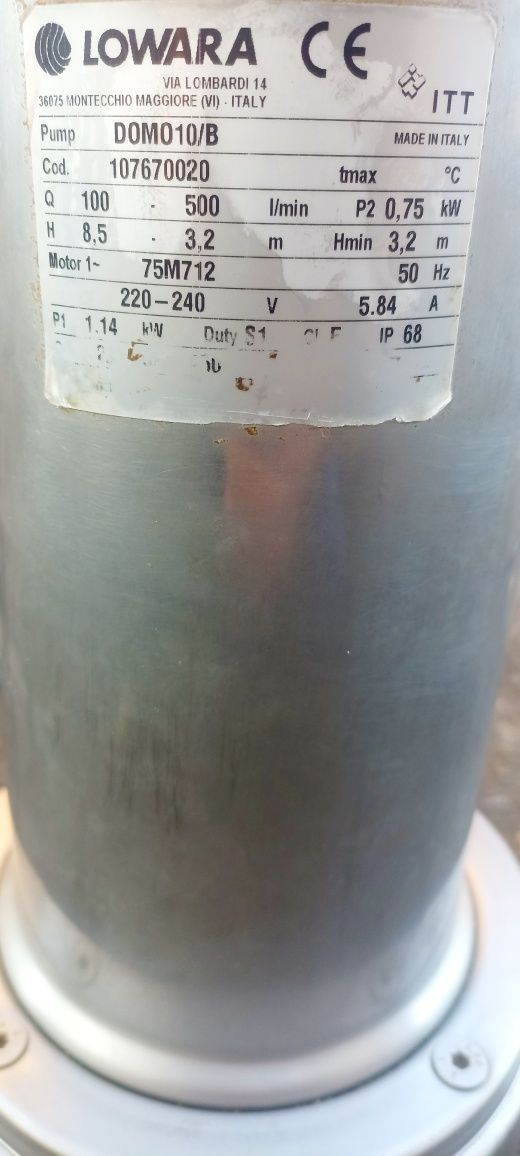 LOWARA CE
VIA LOMBARDI 14
36075 MONTECCHIO MAGGIORE (VI) - ITALY
ITT
Pump DOMO10/B MADE IN ITALY
Cod. 107670020 tmax °C
Q 100 - 500 l/min P2 0,75 kW
H 8,5 - 3,2 m Hmin 3,2 m
Motor 1~ 75M712 50 Hz
220-240 V 5.84 A
P1 1.14 kW Duty S1 IP 68